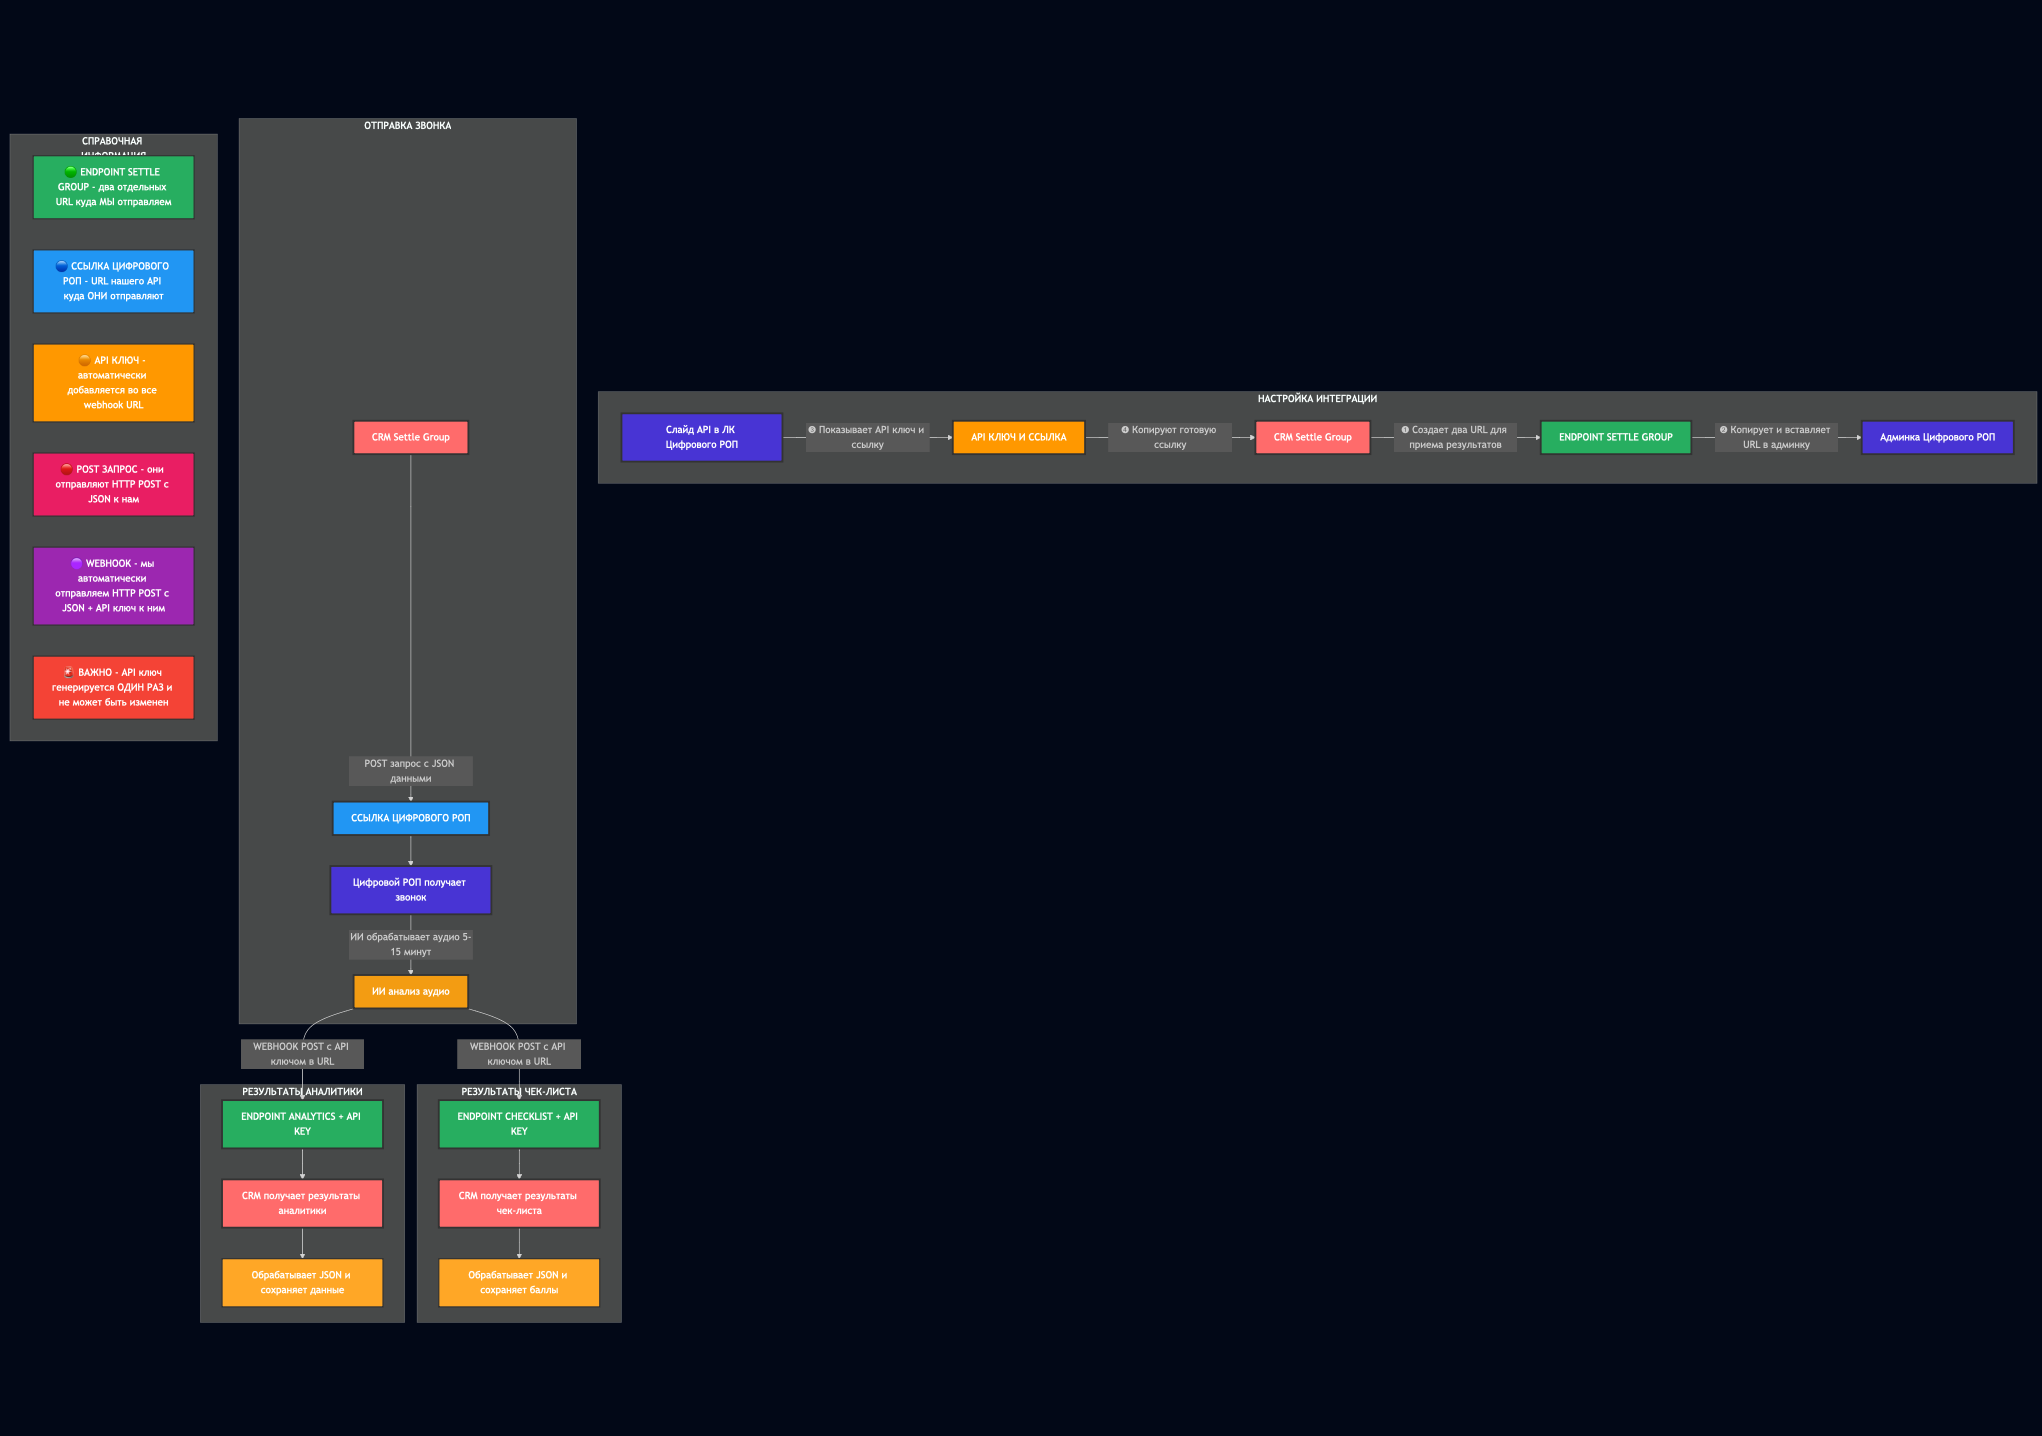 СПРАВОЧНАЯ
ИНФОРМАЦИЯ
🟢 ENDPOINT SETTLE
GROUP - два отдельных
URL куда МЫ отправляем
🔵 ССЫЛКА ЦИФРОВОГО
РОП - URL нашего API
куда ОНИ отправляют
🟠 API КЛЮЧ -
автоматически
добавляется во все
webhook URL
🔴 POST ЗАПРОС - они
отправляют HTTP POST с
JSON к нам
🟣 WEBHOOK - мы
автоматически
отправляем HTTP POST с
JSON + API ключ к ним
🚨 ВАЖНО - API ключ
генерируется ОДИН РАЗ и
не может быть изменен
ОТПРАВКА ЗВОНКА
CRM Settle Group
POST запрос с JSON
данными
ССЫЛКА ЦИФРОВОГО РОП
Цифровой РОП получает
звонок
ИИ обрабатывает аудио 5-
15 минут
ИИ анализ аудио
WEBHOOK POST с API
ключом в URL
WEBHOOK POST с API
ключом в URL
РЕЗУЛЬТАТЫ АНАЛИТИКИ
ENDPOINT ANALYTICS + API
KEY
CRM получает результаты
аналитики
Обрабатывает JSON и
сохраняет данные
РЕЗУЛЬТАТЫ ЧЕК-ЛИСТА
ENDPOINT CHECKLIST + API
KEY
CRM получает результаты
чек-листа
Обрабатывает JSON и
сохраняет баллы
НАСТРОЙКА ИНТЕГРАЦИИ
Слайд API в ЛК
Цифрового РОП
❸ Показывает API ключ и
ссылку
API КЛЮЧ И ССЫЛКА
❹ Копируют готовую
ссылку
CRM Settle Group
❶ Создает два URL для
приема результатов
ENDPOINT SETTLE GROUP
❷ Копирует и вставляет
URL в админку
Админка Цифрового РОП